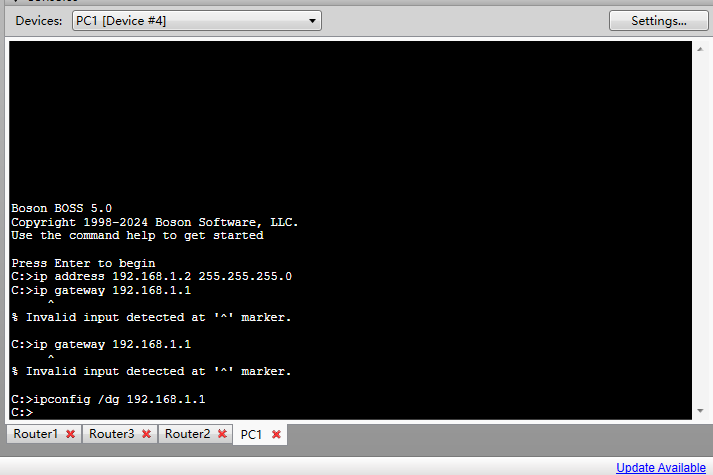 Devices: PC1 [Device #4] Settings...
Boson BOSS 5.0
Copyright 1998-2024 Boson Software, LLC.
Use the command help to get started
Press Enter to begin
C:>ip address 192.168.1.2 255.255.255.0
C:>ip gateway 192.168.1.1
^
% Invalid input detected at '^' marker.
C:>ip gateway 192.168.1.1
^
% Invalid input detected at '^' marker.
C:>ipconfig /dg 192.168.1.1
C:>
Router1 Router3 Router2 PC1
Update Available